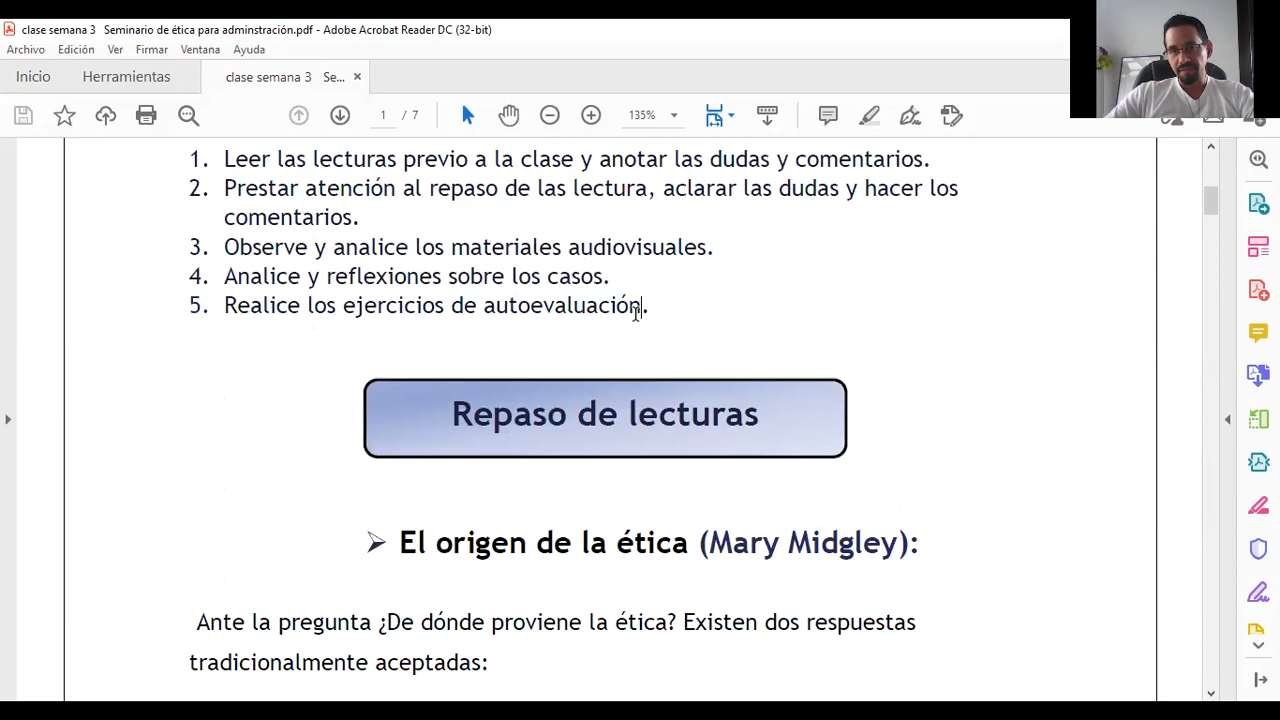 clase semana 3 Seminario de ética para adminstración.pdf - Adobe Acrobat Reader DC (32-bit)
Archivo Edición Ver Firmar Ventana Ayuda
Inicio Herramientas clase semana 3 Se... ×
1 / 7 135%
1. Leer las lecturas previo a la clase y anotar las dudas y comentarios.
2. Prestar atención al repaso de las lectura, aclarar las dudas y hacer los
comentarios.
3. Observe y analice los materiales audiovisuales.
4. Analice y reflexiones sobre los casos.
5. Realice los ejercicios de autoevaluación.
Repaso de lecturas
➢ El origen de la ética (Mary Midgley):
Ante la pregunta ¿De dónde proviene la ética? Existen dos respuestas
tradicionalmente aceptadas: